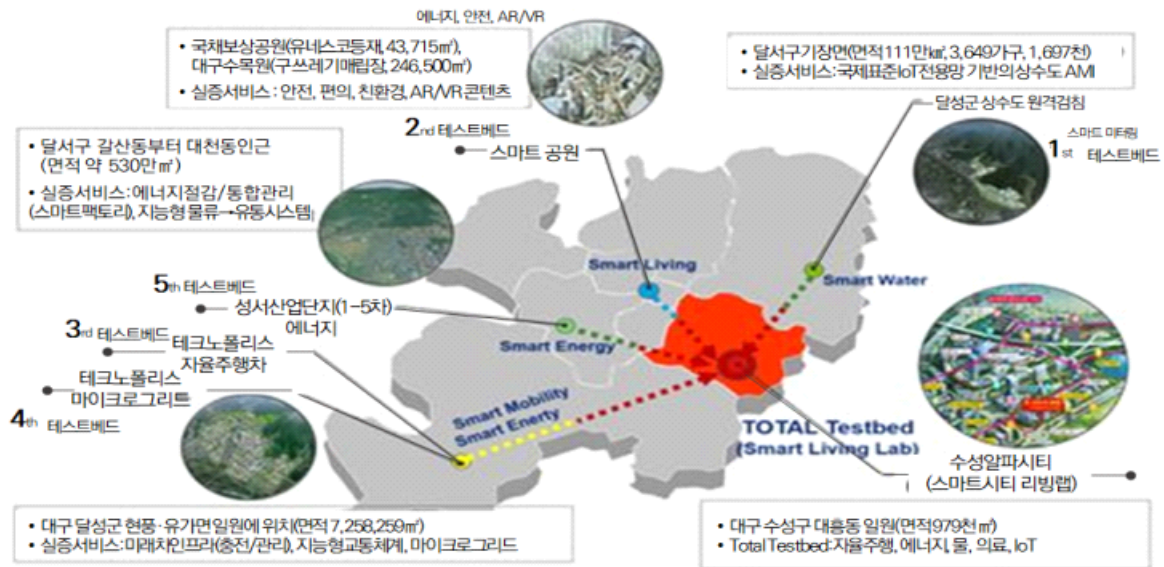 에너지, 안전, AR/VR
• 국채보상공원(유네스코등재, 43,715㎡),
대구수목원(구쓰레기매립장, 246,500㎡)
• 실증서비스 : 안전, 편의, 친환경, AR/VR 콘텐츠
• 달서구기장면(면적 111만㎢, 3,649가구, 1,697천)
• 실증서비스:국제표준IoT전용망 기반의상수도 AMI
달성군 상수도 원격검침
스마트 미터링
1st 테스트베드
2nd 테스트베드
스마트 공원
• 달서구 갈산동부터 대천동인근
(면적 약 530만㎡)
• 실증서비스:에너지절감/통합관리
(스마트팩토리), 지능형 물류→유통시스템
Smart Living
Smart Water
5th 테스트베드
성서산업단지(1-5차)
에너지
Smart Energy
3rd 테스트베드
테크노폴리스
자율주행차
테크노폴리스
마이크로그리트
4th 테스트베드
Smart Mobility
Smart Enerty
TOTAL Testbed
(Smart Living Lab)
수성알파시티
(스마트시티 리빙랩)
• 대구 달성군 현풍·유가면일원에 위치(면적 7,258,259㎡)
• 실증서비스:미래차인프라(충전/관리), 지능형교통체계, 마이크로그리드
• 대구 수성구 대흥동 일원(면적979천㎡)
• Total Testbed:자율주행, 에너지, 물, 의료, IoT